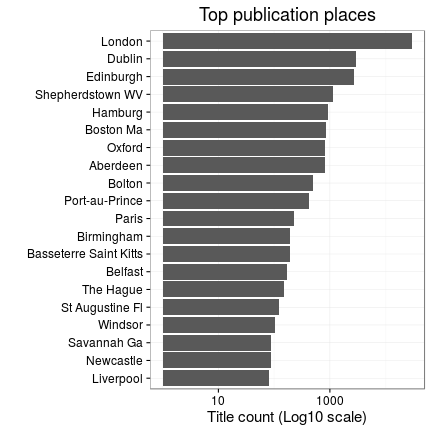 Top publication places
London
Dublin
Edinburgh
Shepherdstown WV
Hamburg
Boston Ma
Oxford
Aberdeen
Bolton
Port-au-Prince
Paris
Birmingham
Basseterre Saint Kitts
Belfast
The Hague
St Augustine Fl
Windsor
Savannah Ga
Newcastle
Liverpool
10 1000
Title count (Log10 scale)